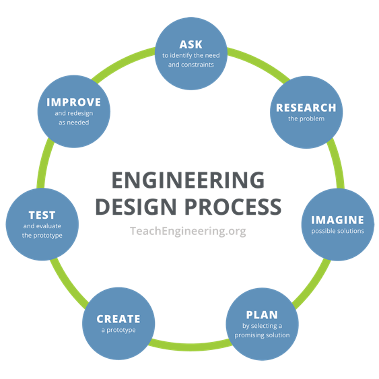 ASK
to identify the need
and constraints
RESEARCH
the problem
IMAGINE
possible solutions
PLAN
by selecting a
promising solution
CREATE
a prototype
TEST
and evaluate
the prototype
IMPROVE
and redesign
as needed
ENGINEERING
DESIGN PROCESS
TeachEngineering.org